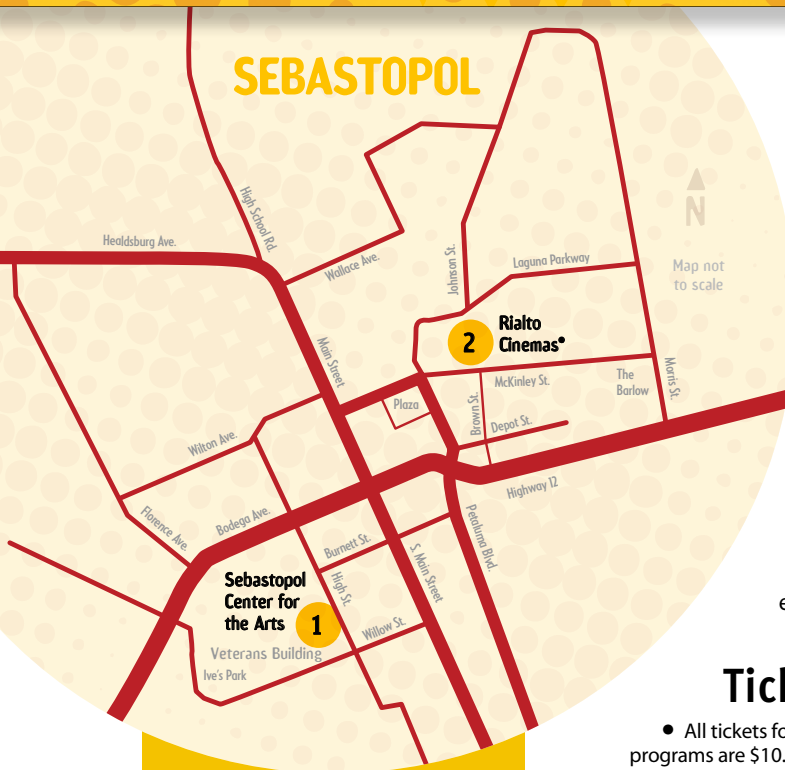 SEBASTOPOL
High School Rd.
Healdsburg Ave.
Wallace Ave.
Johnson St.
Laguna Parkway
N
Map not
to scale
2
Rialto
Cinemas®
Main Street
McKinley St.
The
Barlow
Morris St.
Plaza
Brown St.
Depot St.
Wilton Ave.
Highway 12
Florence Ave.
Bodega Ave.
Petaluma Blvd.
Burnett St.
S. Main Street
High St.
Sebastopol
Center for
the Arts
1
Willow St.
Veterans Building
Ive's Park
e
Tick
• All tickets fo
programs are $10.